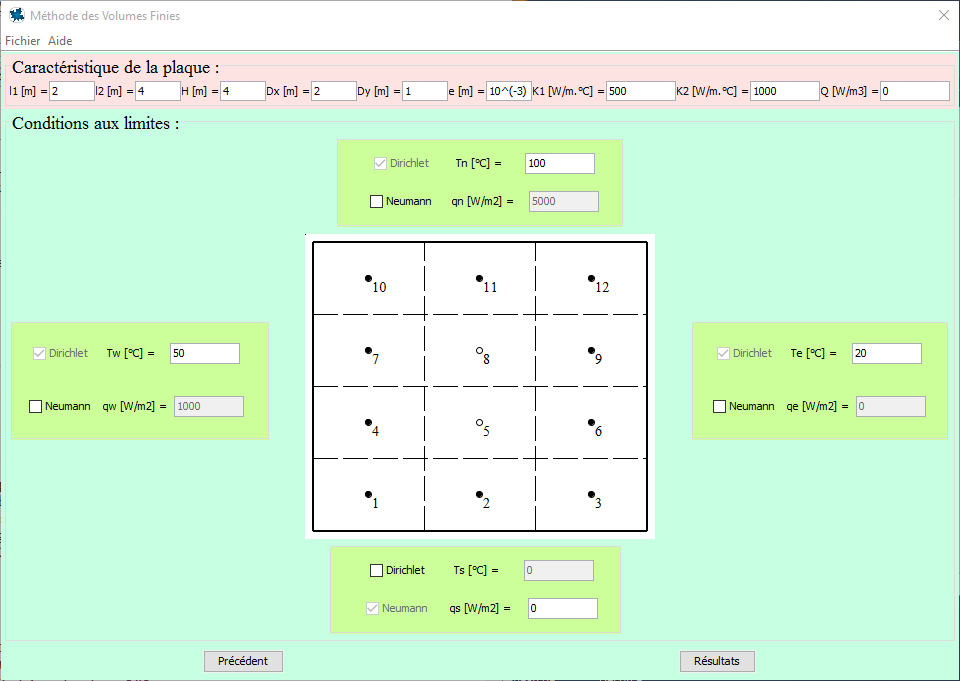 Méthode des Volumes Finies
Fichier Aide
Caractéristique de la plaque :
l1 [m] = 2 l2 [m] = 4 H [m] = 4 Dx [m] = 2 Dy [m] = 1 e [m] = 10^(-3) K1 [W/m.°C] = 500 K2 [W/m.°C] = 1000 Q [W/m3] = 0
Conditions aux limites :
Dirichlet Tn [°C] = 100
Neumann qn [W/m2] = 5000
10 11 12
Dirichlet Tw [°C] = 50
7 8 9
Dirichlet Te [°C] = 20
Neumann qw [W/m2] = 1000
Neumann qe [W/m2] = 0
4 5 6
1 2 3
Dirichlet Ts [°C] = 0
Neumann qs [W/m2] = 0
Précédent Résultats